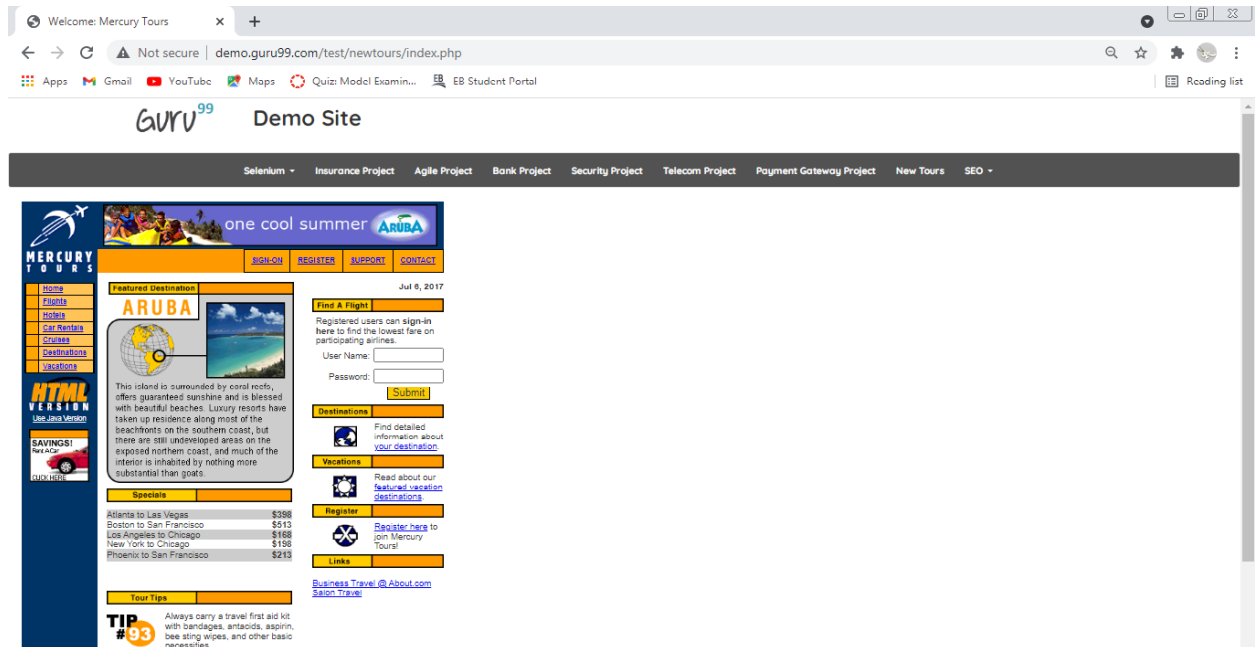 Welcome: Mercury Tours
Not secure | demo.guru99.com/test/newtours/index.php
Apps Gmail YouTube Maps Quiz: Model Examin... EB Student Portal Reading list
Guru99 Demo Site
Selenium Insurance Project Agile Project Bank Project Security Project Telecom Project Payment Gateway Project New Tours SEO
one cool summer ARUBA
MERCURY
TOURS
SIGN-ON REGISTER SUPPORT CONTACT
Home
Flights
Hotels
Car Rentals
Cruises
Destinations
Vacations
HTML
VERSION
Use Java Version
SAVINGS!
Rent A Car
CLICK HERE
Featured Destination
ARUBA
This island is surrounded by coral reefs,
offers guaranteed sunshine and is blessed
with beautiful beaches. Luxury resorts have
taken up residence along most of the
beachfronts on the southern coast, but
there are still undeveloped areas on the
exposed northern coast, and much of the
interior is inhabited by nothing more
substantial than goats.
Specials
Atlanta to Las Vegas $398
Boston to San Francisco $513
Los Angeles to Chicago $168
New York to Chicago $198
Phoenix to San Francisco $213
Tour Tips
TIP
#93
Always carry a travel first aid kit
with bandages, antacids, aspirin,
bee sting wipes, and other basic
necessities.
Jul 6, 2017
Find A Flight
Registered users can sign-in
here to find the lowest fare on
participating airlines.
User Name:
Password:
Submit
Destinations
Find detailed
information about
your destination.
Vacations
Read about our
featured vacation
destinations.
Register
Register here to
join Mercury
Tours!
Links
Business Travel @ About.com
Salon Travel